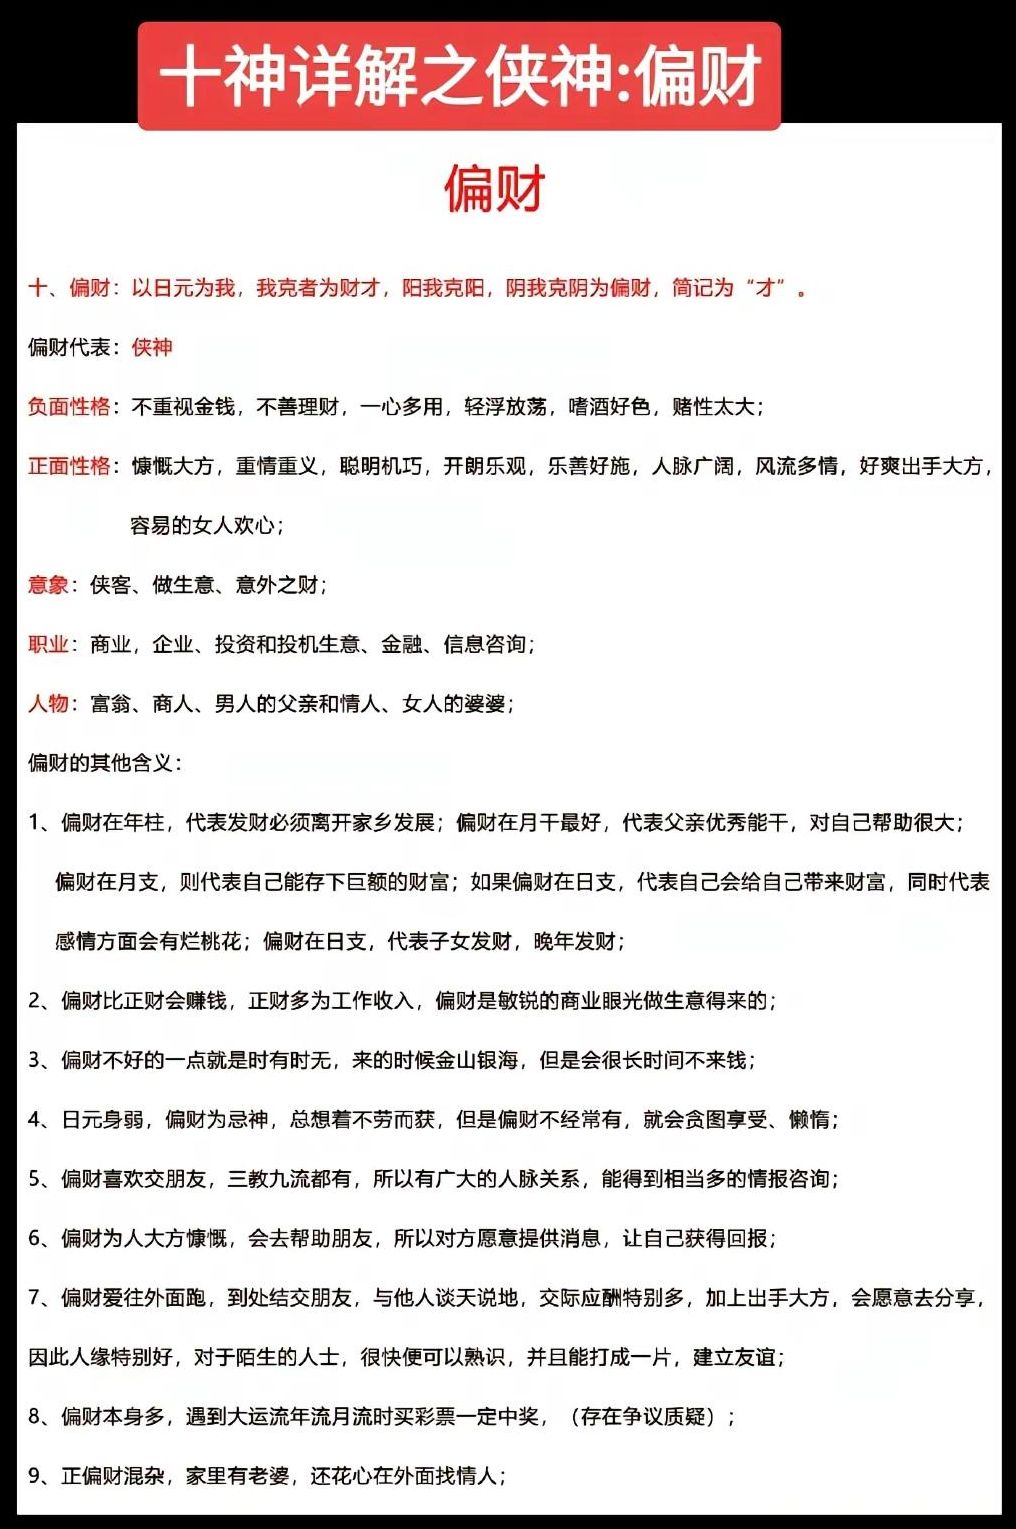 十神详解之侠神:偏财
偏财
十、偏财：以日元为我，我克者为财才，阳我克阳，阴我克阴为偏财，简记为“才”。
偏财代表：侠神
负面性格：不重视金钱，不善理财，一心多用，轻浮放荡，嗜酒好色，赌性太大；
正面性格：慷慨大方，重情重义，聪明机巧，开朗乐观，乐善好施，人脉广阔，风流多情，好爽出手大方，
容易的女人欢心；
意象：侠客、做生意、意外之财；
职业：商业，企业、投资和投机生意、金融、信息咨询；
人物：富翁、商人、男人的父亲和情人、女人的婆婆；
偏财的其他含义：
1、偏财在年柱，代表发财必须离开家乡发展；偏财在月干最好，代表父亲优秀能干，对自己帮助很大；
偏财在月支，则代表自己能存下巨额的财富；如果偏财在日支，代表自己会给自己带来财富，同时代表
感情方面会有烂桃花；偏财在日支，代表子女发财，晚年发财；
2、偏财比正财会赚钱，正财多为工作收入，偏财是敏锐的商业眼光做生意得来的；
3、偏财不好的一点就是时有时无，来的时候金山银海，但是会很长时间不来钱；
4、日元身弱，偏财为忌神，总想着不劳而获，但是偏财不经常有，就会贪图享受、懒惰；
5、偏财喜欢交朋友，三教九流都有，所以有广大的人脉关系，能得到相当多的情报咨询；
6、偏财为人大方慷慨，会去帮助朋友，所以对方愿意提供消息，让自己获得回报；
7、偏财爱往外面跑，到处结交朋友，与他人谈天说地，交际应酬特别多，加上出手大方，会愿意去分享，
因此人缘特别好，对于陌生的人士，很快便可以熟识，并且能打成一片，建立友谊；
8、偏财本身多，遇到大运流年流月流时买彩票一定中奖，（存在争议质疑）；
9、正偏财混杂，家里有老婆，还花心在外面找情人；